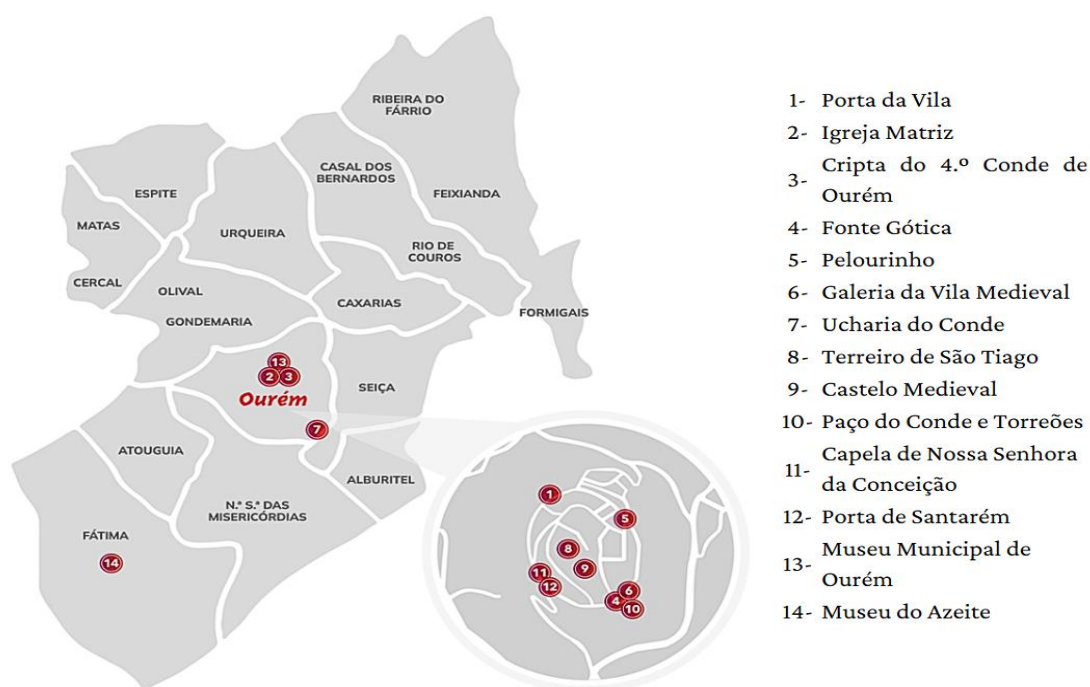 RIBEIRA DO
FÁRRIO
CASAL DOS
BERNARDOS
ESPITE
FEIXIANDA
MATAS
URQUEIRA
RIO DE
COUROS
CERCAL
OLIVAL
CAXARIAS
GONDEMARIA
FORMIGAIS
13
2 3
SEIÇA
Ourém
7
ATOUGUIA
ALBURITEL
N.ª S.ª DAS
MISERICÓRDIAS
FÁTIMA
14
1
5
8
9
11
12
6
4
10
1- Porta da Vila
2- Igreja Matriz
3- Cripta do 4.º Conde de
Ourém
4- Fonte Gótica
5- Pelourinho
6- Galeria da Vila Medieval
7- Ucharia do Conde
8- Terreiro de São Tiago
9- Castelo Medieval
10- Paço do Conde e Torreões
11- Capela de Nossa Senhora
da Conceição
12- Porta de Santarém
13- Museu Municipal de
Ourém
14- Museu do Azeite